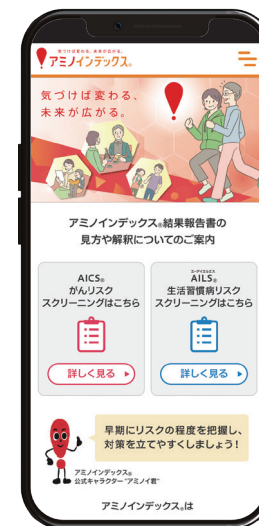 気づけば変わる、未来が広がる。
アミノインデックス®
気づけば変わる、
未来が広がる。
アミノインデックス®結果報告書の
見方や解釈についてのご案内
AICS®
がんリスク
スクリーニングはこちら
詳しく見る
エーアイエルエス
AILS®
生活習慣病リスク
スクリーニングはこちら
詳しく見る
早期にリスクの程度を把握し、
対策を立てやすくしましょう!
アミノインデックス®
公式キャラクター“アミノイ君”
アミノインデックス®は